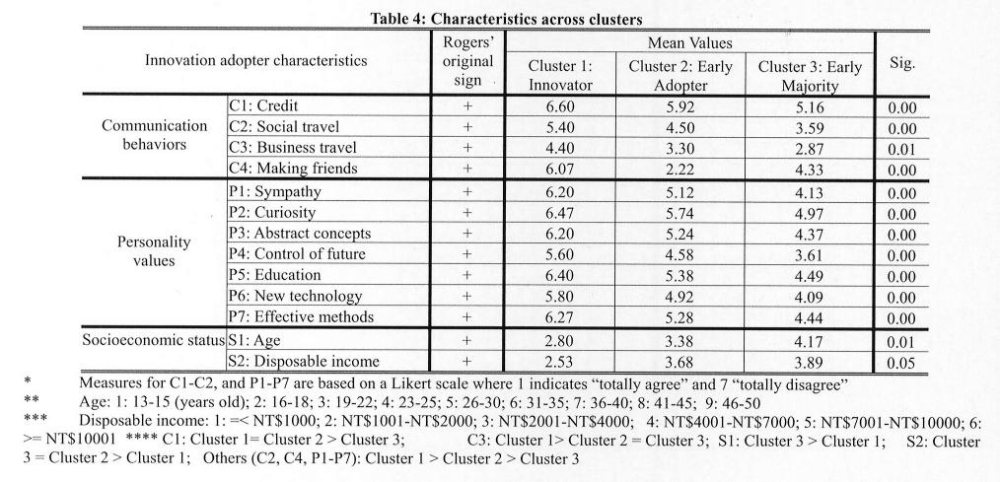 Table 4: Characteristics across clusters
Innovation adopter characteristics Rogers' original sign Mean Values Sig.
Cluster 1: Innovator Cluster 2: Early Adopter Cluster 3: Early Majority
Communication behaviors
C1: Credit + 6.60 5.92 5.16 0.00
C2: Social travel + 5.40 4.50 3.59 0.00
C3: Business travel + 4.40 3.30 2.87 0.01
C4: Making friends + 6.07 2.22 4.33 0.00
Personality values
P1: Sympathy + 6.20 5.12 4.13 0.00
P2: Curiosity + 6.47 5.74 4.97 0.00
P3: Abstract concepts + 6.20 5.24 4.37 0.00
P4: Control of future + 5.60 4.58 3.61 0.00
P5: Education + 6.40 5.38 4.49 0.00
P6: New technology + 5.80 4.92 4.09 0.00
P7: Effective methods + 6.27 5.28 4.44 0.00
Socioeconomic status S1: Age + 2.80 3.38 4.17 0.01
S2: Disposable income + 2.53 3.68 3.89 0.05
* Measures for C1-C2, and P1-P7 are based on a Likert scale where 1 indicates “totally agree” and 7 “totally disagree”
** Age: 1: 13-15 (years old); 2: 16-18; 3: 19-22; 4: 23-25; 5: 26-30; 6: 31-35; 7: 36-40; 8: 41-45; 9: 46-50
*** Disposable income: 1: =< NT$1000; 2: NT$1001-NT$2000; 3: NT$2001-NT$4000; 4: NT$4001-NT$7000; 5: NT$7001-NT$10000; 6:
>= NT$10001 **** C1: Cluster 1= Cluster 2 > Cluster 3; C3: Cluster 1> Cluster 2 = Cluster 3; S1: Cluster 3 > Cluster 1; S2: Cluster
3 = Cluster 2 > Cluster 1; Others (C2, C4, P1-P7): Cluster 1 > Cluster 2 > Cluster 3